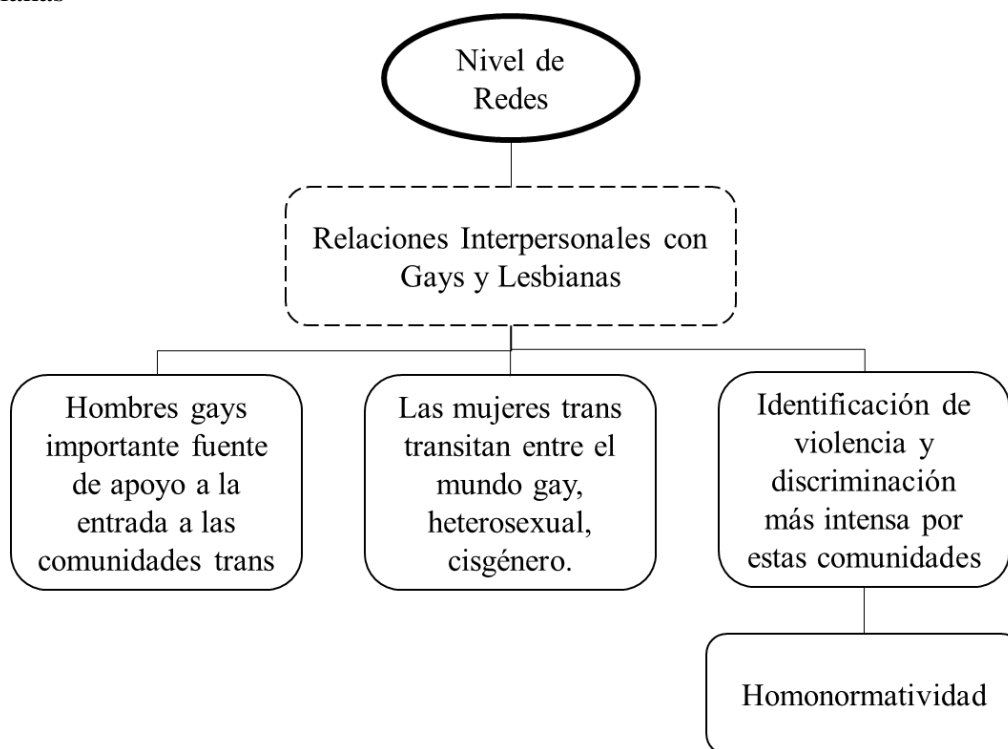 Nivel de
Redes
Relaciones Interpersonales con
Gays y Lesbianas
Hombres gays
importante fuente
de apoyo a la
entrada a las
comunidades trans
Las mujeres trans
transitan entre el
mundo gay,
heterosexual,
cisgénero.
Identificación de
violencia y
discriminación
más intensa por
estas comunidades
Homonormatividad